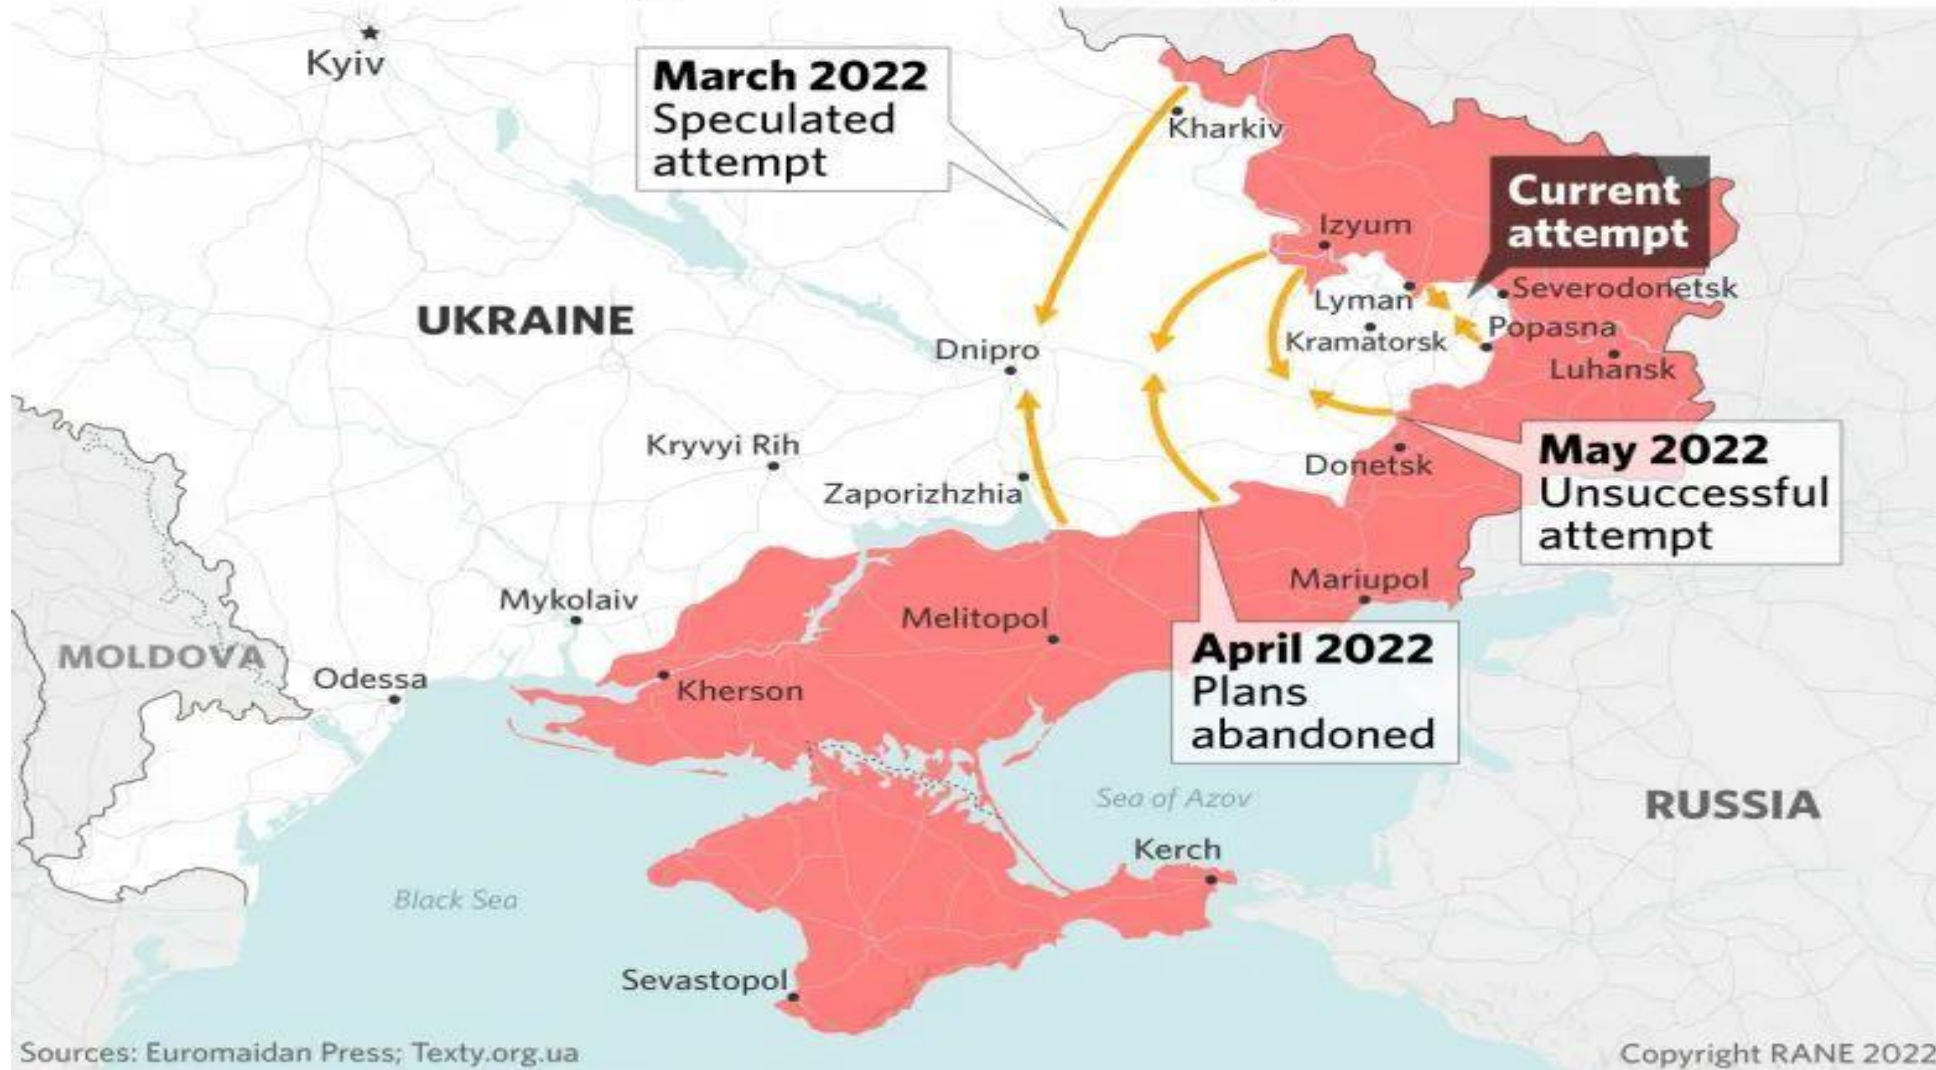 Kyiv
March 2022
Speculated
attempt
Kharkiv
Current
attempt
Izyum
Lyman
Severodonetsk
UKRAINE
Popasna
Kramatorsk
Dnipro
Luhansk
Kryvyi Rih
Donetsk
May 2022
Unsuccessful
attempt
Zaporizhzhia
Mariupol
Mykolaiv
Melitopol
MOLDOVA
April 2022
Plans
abandoned
Odessa
Kherson
Sea of Azov
RUSSIA
Kerch
Black Sea
Sevastopol
Sources: Euromaidan Press; Texty.org.ua
Copyright RANE 2022